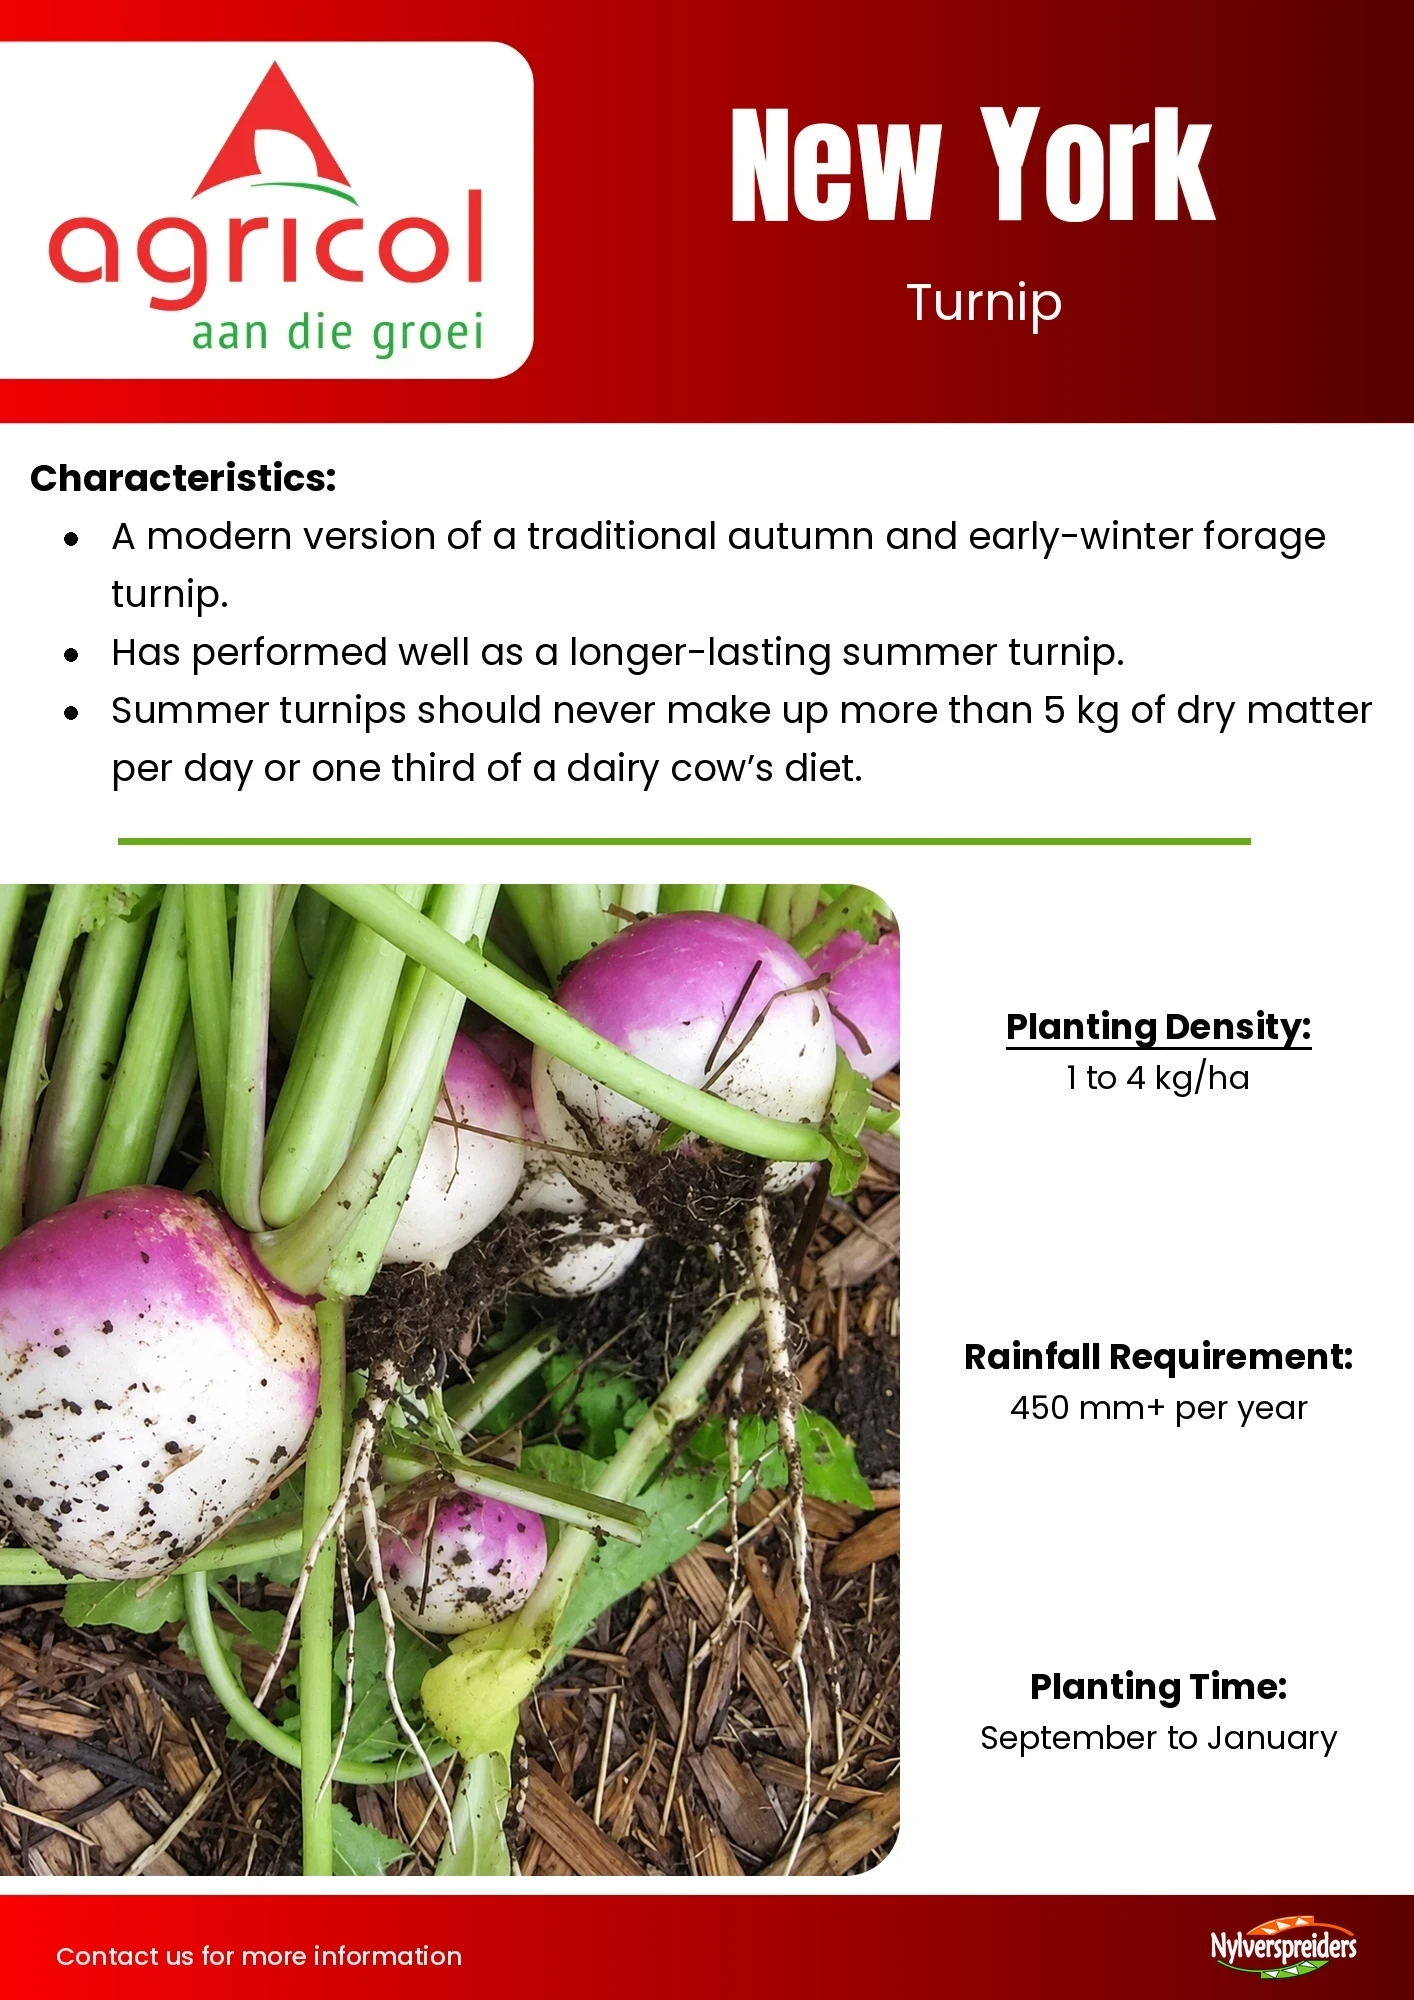 agricol
aan die groei
New York
Turnip
Characteristics:
• A modern version of a traditional autumn and early-winter forage
turnip.
• Has performed well as a longer-lasting summer turnip.
• Summer turnips should never make up more than 5 kg of dry matter
per day or one third of a dairy cow’s diet.
Planting Density:
1 to 4 kg/ha
Rainfall Requirement:
450 mm+ per year
Planting Time:
September to January
Contact us for more information
Nylverspreiders